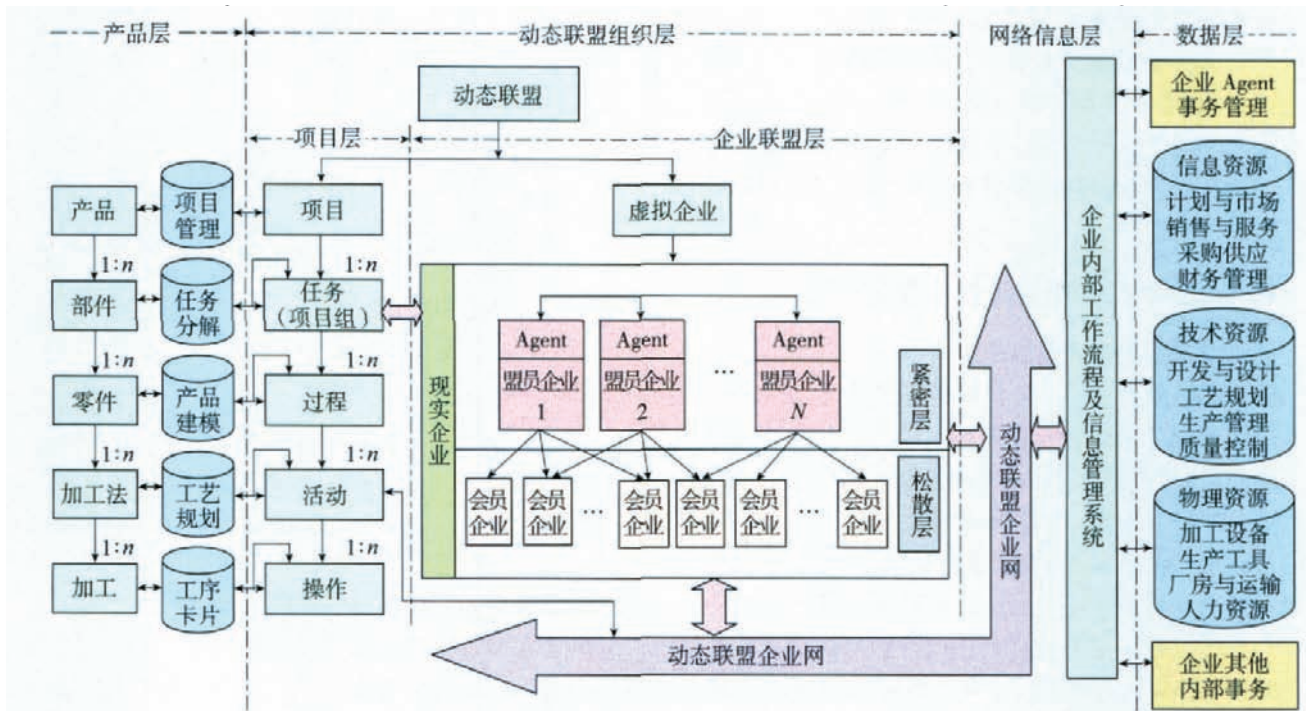 产品层
动态联盟组织层
网络信息层
数据层
动态联盟
项目层
企业联盟层
产品
项目
管理
项目
虚拟企业
1:n
1:n
部件
任务
分解
任务
(项目组)
1:n
1:n
零件
产品
建模
过程
1:n
1:n
加工法
工艺
规划
活动
1:n
1:n
加工
工序
卡片
操作
现实企业
Agent
盟员企业
1
Agent
盟员企业
2
…
Agent
盟员企业
N
紧密层
会员
企业
会员
企业
…
会员
企业
会员
企业
会员
企业
…
会员
企业
松散层
动态联盟企业网
动态联盟企业网
企业内部工作流程及信息管理系统
企业 Agent
事务管理
信息资源
计划与市场
销售与服务
采购供应
财务管理
技术资源
开发与设计
工艺规划
生产管理
质量控制
物理资源
加工设备
生产工具
厂房与运输
人力资源
企业其他
内部事务